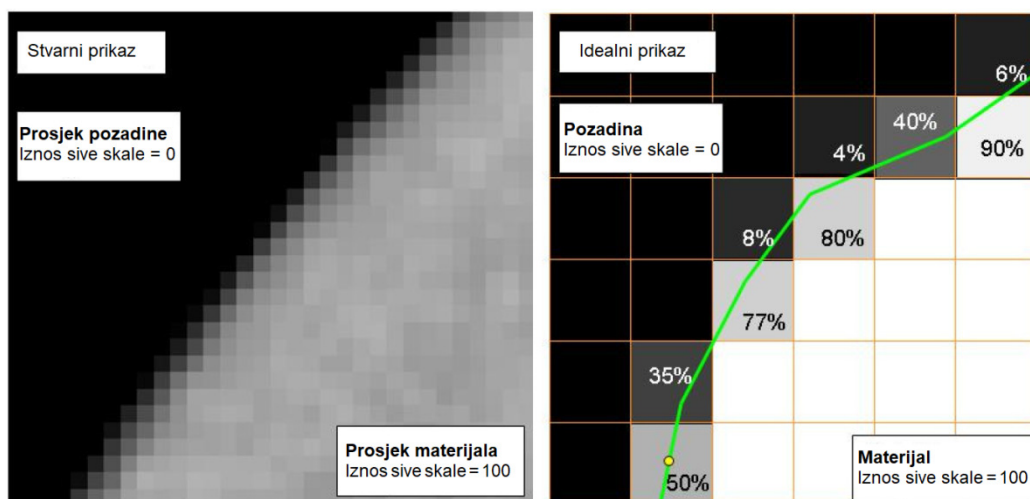 Stvarni prikaz
Prosjek pozadine
Iznos sive skale = 0
Prosjek materijala
Iznos sive skale = 100
Idealni prikaz
6%
Pozadina
Iznos sive skale = 0
40%
4%
90%
8%
80%
77%
35%
50%
Materijal
Iznos sive skale = 100